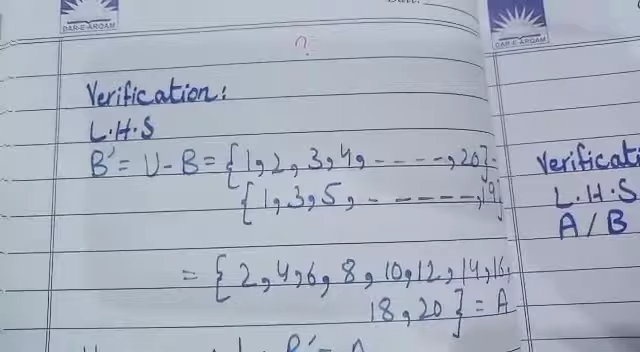 DAR-E-ARQAM
?
Verification:
L.H.S
B' = U - B = {1,2,3,4,-----,20}-
{1,3,5,------,19}
= {2,4,6,8,10,12,14,16,
18,20} = A
B' = A
DAR-E-ARQAM
Verificati
L.H.S
A/B